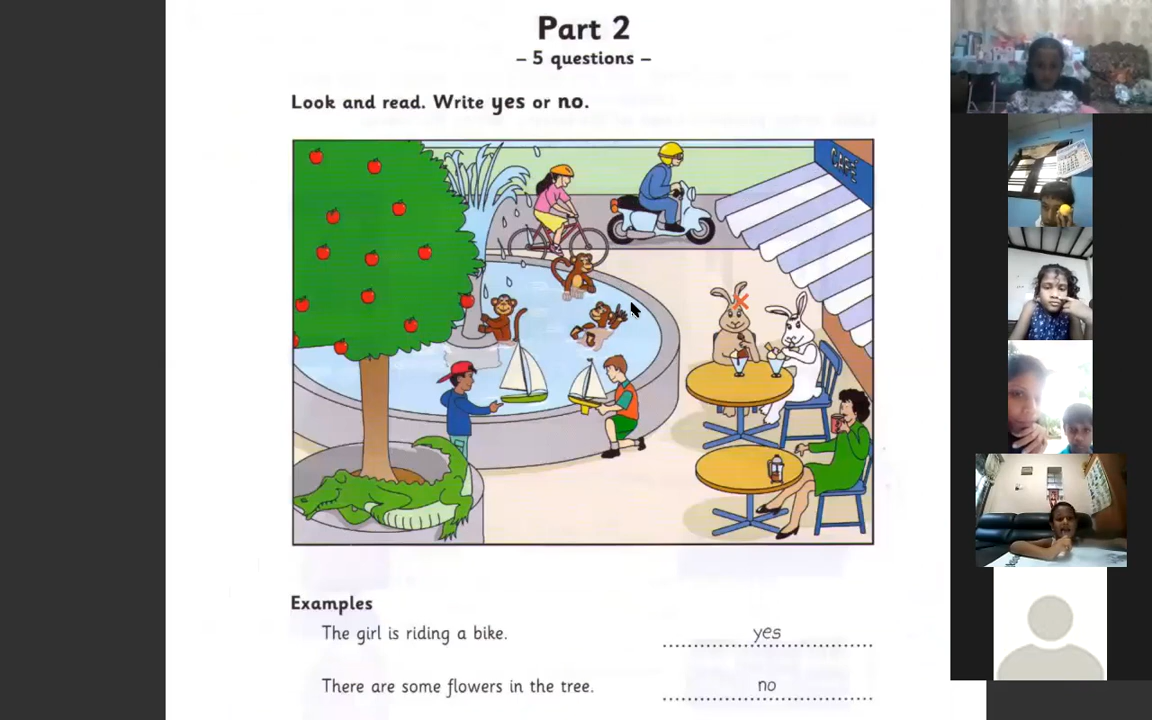 Part 2
– 5 questions –
Look and read. Write yes or no.
CAFÉ
Examples
The girl is riding a bike. yes
There are some flowers in the tree. no